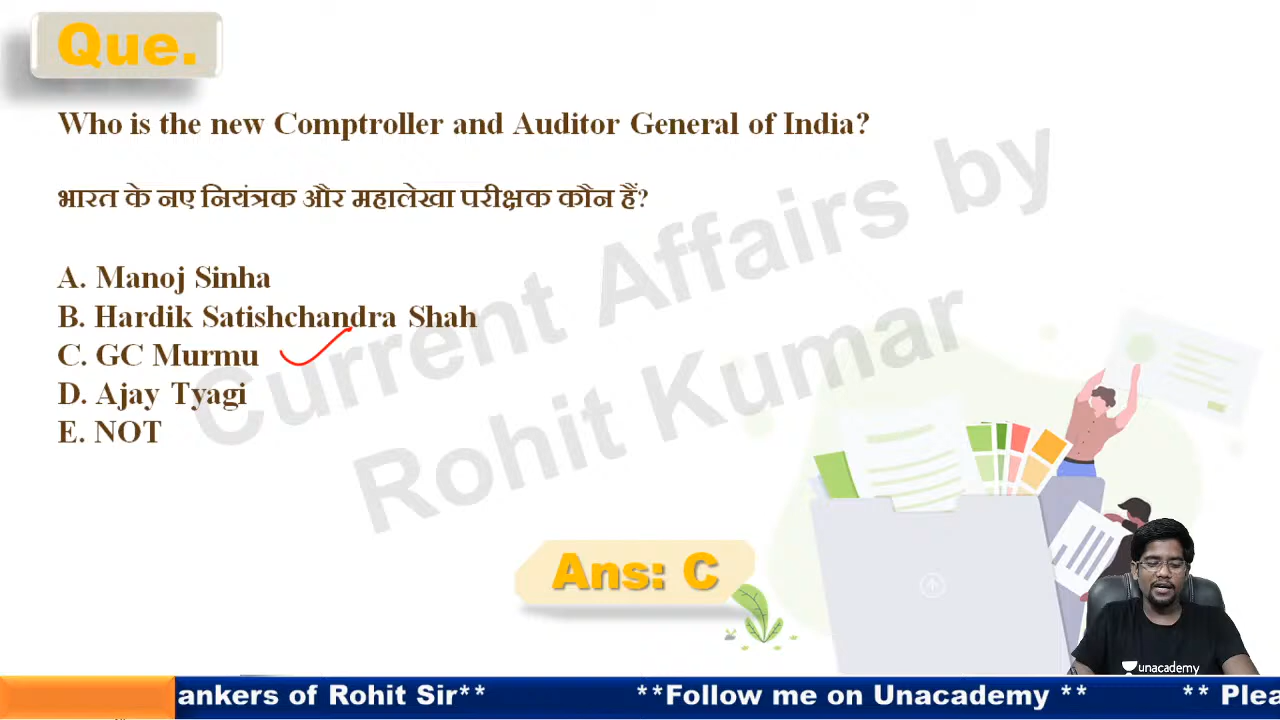 Que.
Who is the new Comptroller and Auditor General of India?
भारत के नए नियंत्रक और महालेखा परीक्षक कौन हैं?
A. Manoj Sinha
B. Hardik Satishchandra Shah
C. GC Murmu
D. Ajay Tyagi
E. NOT
Current Affairs by
Rohit Kumar
Ans: C
unacademy
ankers of Rohit Sir** **Follow me on Unacademy ** ** Plea